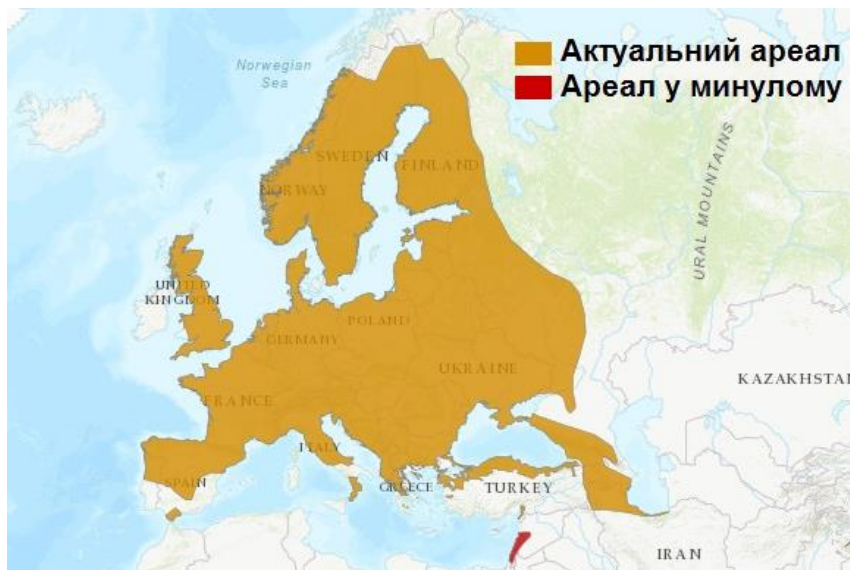 Актуальний ареал
Ареал у минулому
Norwegian
Sea
SWEDEN
FINLAND
NORWAY
URAL MOUNTAINS
UNITED
KINGDOM
POLAND
GERMANY
UKRAINE
KAZAKHSTAN
FRANCE
ITALY
SPAIN
GREECE
TURKEY
IRAN